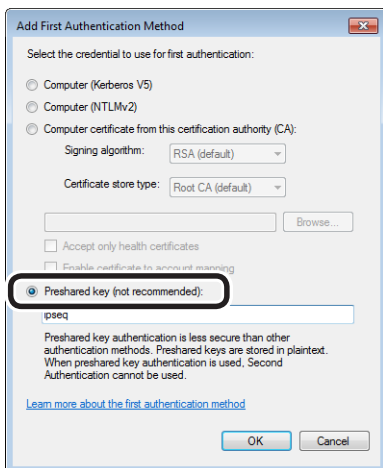 Add First Authentication Method
Select the credential to use for first authentication:
Computer (Kerberos V5)
Computer (NTLMv2)
Computer certificate from this certification authority (CA):
Signing algorithm: RSA (default)
Certificate store type: Root CA (default)
Browse...
Accept only health certificates
Enable certificate to account mapping
Preshared key (not recommended):
ipseq
Preshared key authentication is less secure than other
authentication methods. Preshared keys are stored in plaintext.
When preshared key authentication is used, Second
Authentication cannot be used.
Learn more about the first authentication method
OK Cancel